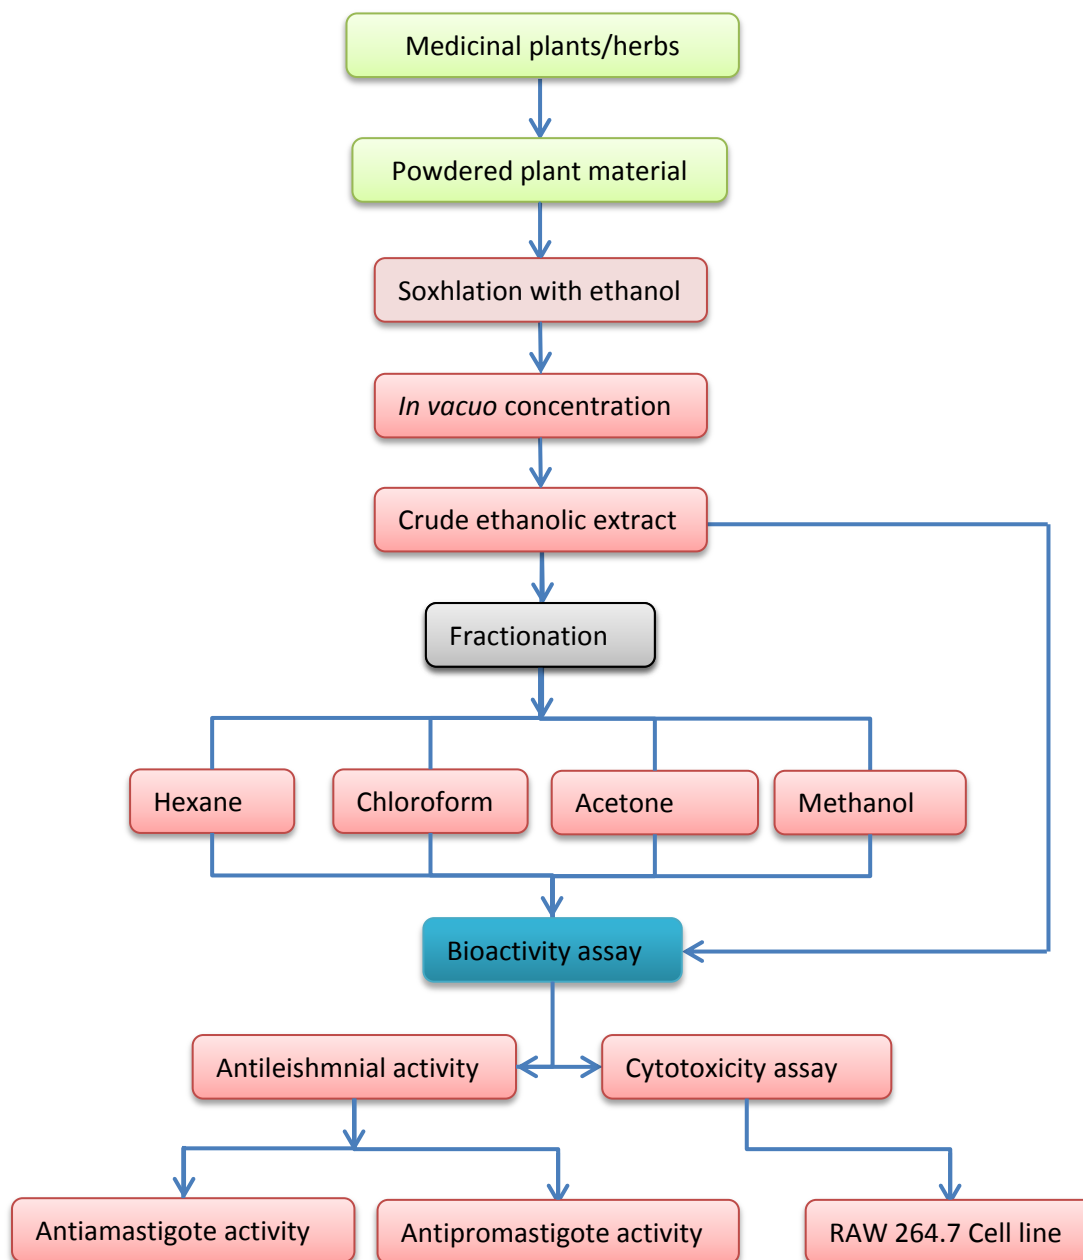 Medicinal plants/herbs
Powdered plant material
Soxhlation with ethanol
In vacuo concentration
Crude ethanolic extract
Fractionation
Hexane
Chloroform
Acetone
Methanol
Bioactivity assay
Antileishmnial activity
Cytotoxicity assay
Antiamastigote activity
Antipromastigote activity
RAW 264.7 Cell line